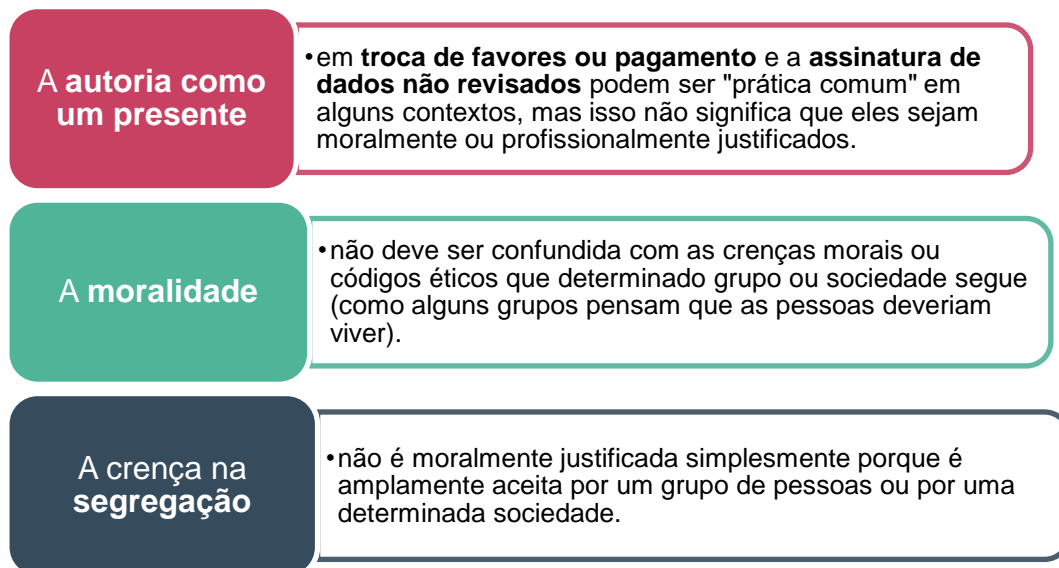 A autoria como
um presente
•em troca de favores ou pagamento e a assinatura de
dados não revisados podem ser "prática comum" em
alguns contextos, mas isso não significa que eles sejam
moralmente ou profissionalmente justificados.
A moralidade
•não deve ser confundida com as crenças morais ou
códigos éticos que determinado grupo ou sociedade segue
(como alguns grupos pensam que as pessoas deveriam
viver).
A crença na
segregação
•não é moralmente justificada simplesmente porque é
amplamente aceita por um grupo de pessoas ou por uma
determinada sociedade.